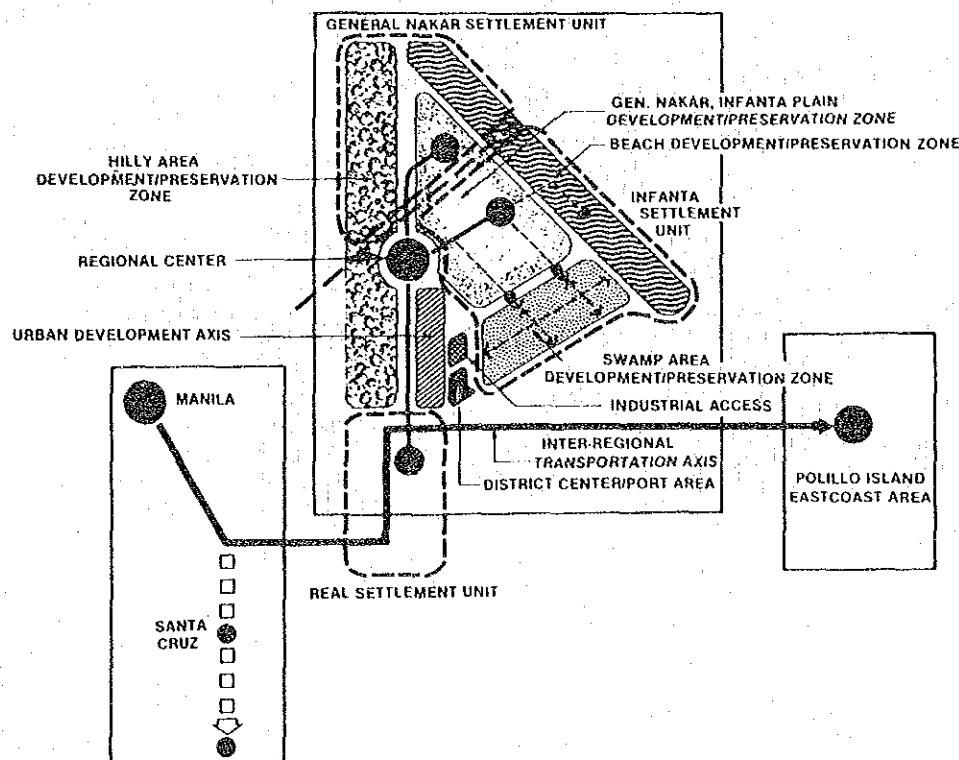 GENERAL NAKAR SETTLEMENT UNIT
GEN. NAKAR, INFANTA PLAIN
DEVELOPMENT/PRESERVATION ZONE
BEACH DEVELOPMENT/PRESERVATION ZONE
HILLY AREA
DEVELOPMENT/PRESERVATION
ZONE
INFANTA
SETTLEMENT
UNIT
REGIONAL CENTER
URBAN DEVELOPMENT AXIS
SWAMP AREA
DEVELOPMENT/PRESERVATION ZONE
MANILA
INDUSTRIAL ACCESS
INTER-REGIONAL
TRANSPORTATION AXIS
DISTRICT CENTER/PORT AREA
POLILLO ISLAND
EASTCOAST AREA
REAL SETTLEMENT UNIT
SANTA
CRUZ